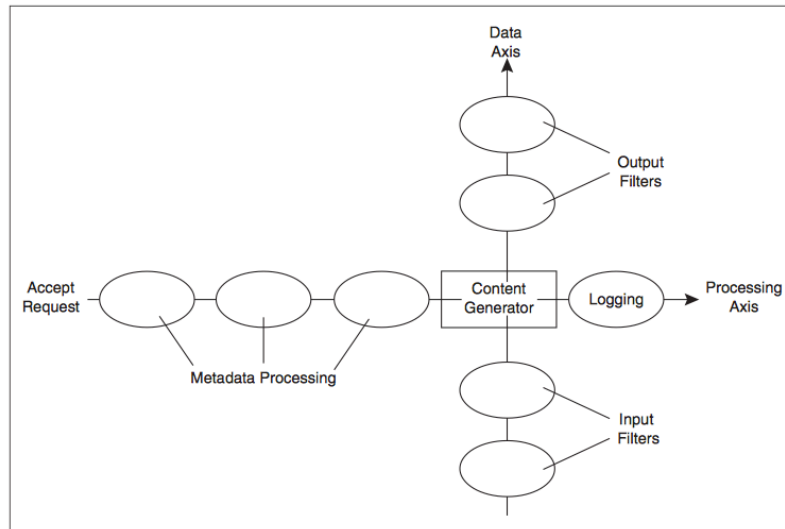 Data
Axis
Output
Filters
Accept
Request
Content
Generator
Logging
Processing
Axis
Metadata Processing
Input
Filters